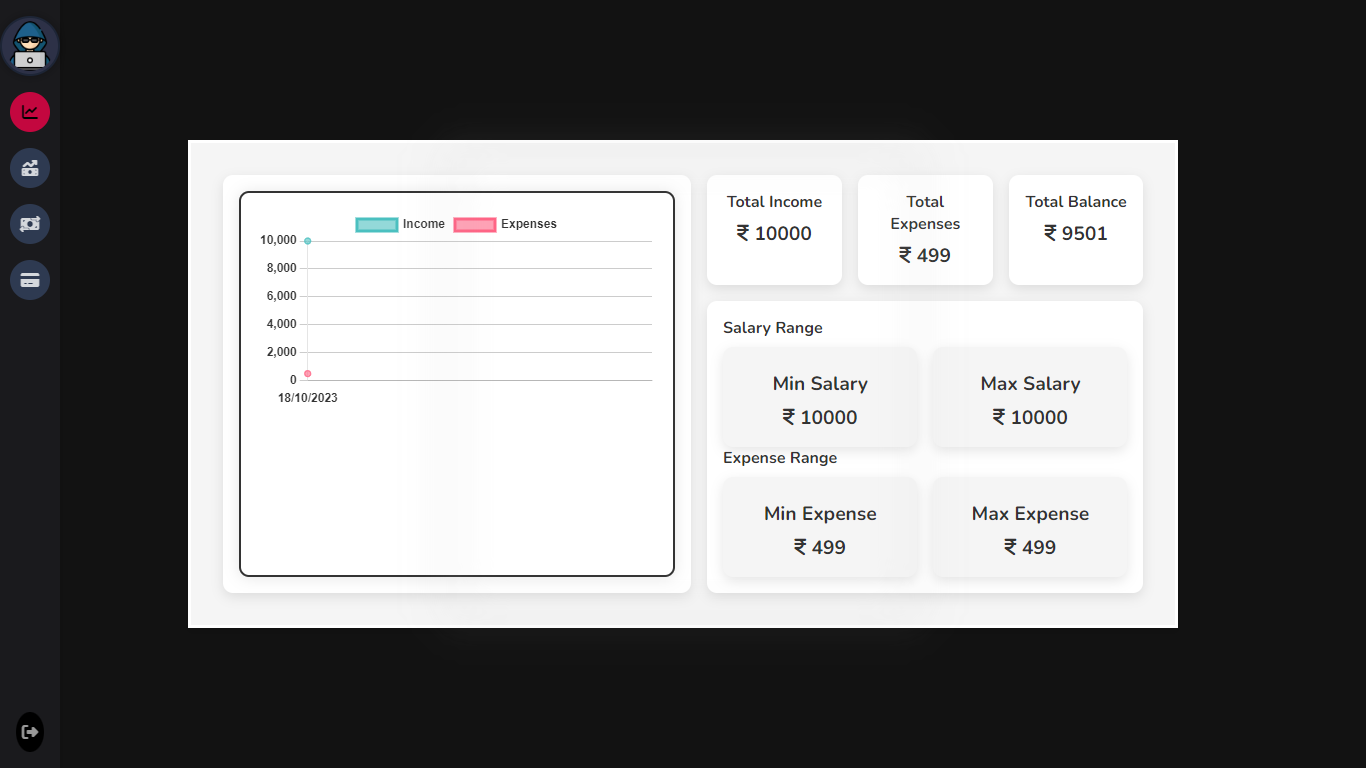 Income Expenses
10,000
8,000
6,000
4,000
2,000
0
18/10/2023
Total Income
₹ 10000
Total
Expenses
₹ 499
Total Balance
₹ 9501
Salary Range
Min Salary
₹ 10000
Max Salary
₹ 10000
Expense Range
Min Expense
₹ 499
Max Expense
₹ 499